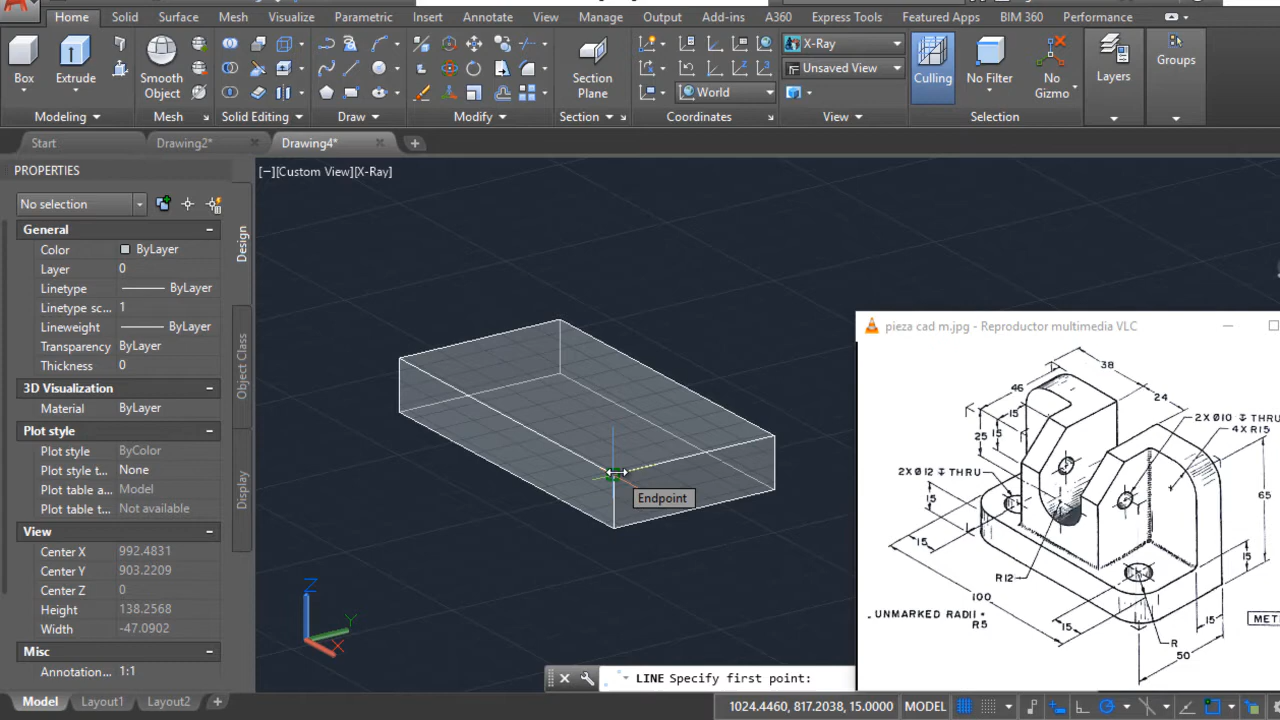 Home Solid Surface Mesh Visualize Parametric Insert Annotate View Manage Output Add-ins A360 Express Tools Featured Apps BIM 360 Performance
Box Extrude Smooth Object Section Plane X-Ray Unsaved View World Culling No Filter No Gizmo Layers Groups
Modeling Mesh Solid Editing Draw Modify Section Coordinates View Selection
Start Drawing2* Drawing4*
PROPERTIES
[−][Custom View][X-Ray]
No selection
General
Color ByLayer
Layer 0
Linetype ByLayer
Linetype sc... 1
Lineweight ByLayer
Transparency ByLayer
Thickness 0
3D Visualization
Material ByLayer
Plot style
Plot style ByColor
Plot style t... None
Plot table a... Model
Plot table t... Not available
View
Center X 992.4831
Center Y 903.2209
Center Z 0
Height 138.2568
Width -47.0902
Misc
Annotation... 1:1
Design
Object Class
Display
Endpoint
Z
Y
X
pieza cad m.jpg - Reproductor multimedia VLC
38
46
24
15
2X Ø10 ↧ THRU
4X R15
25
15
2X Ø12 ↧ THRU
15
65
15
15
R12
100
UNMARKED RADII =
R5
15
15
METR
R
50
LINE Specify first point:
Model Layout1 Layout2
1024.4460, 817.2038, 15.0000 MODEL